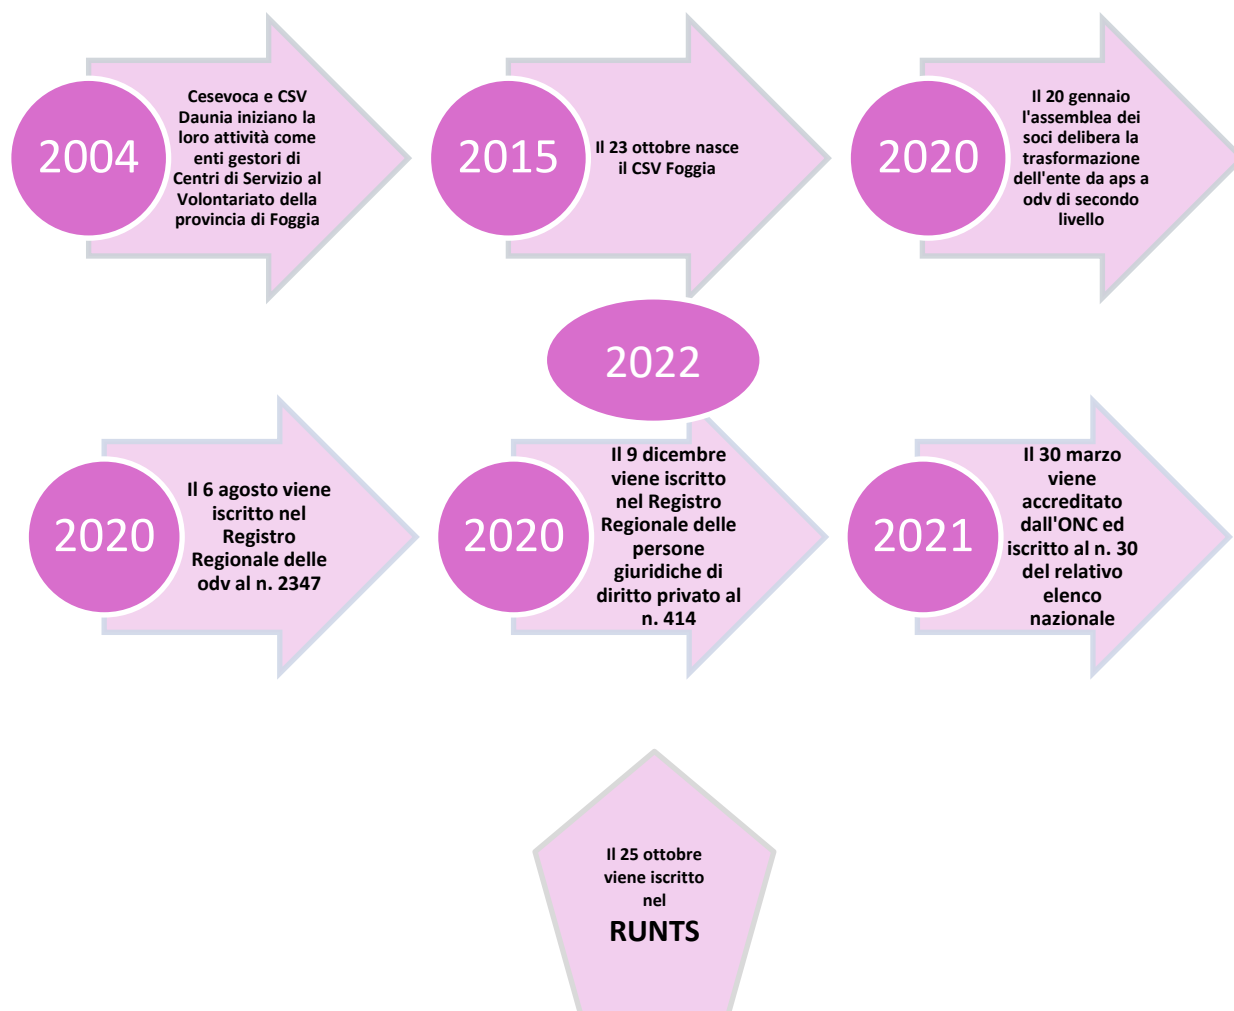 2004
Cesevoca e CSV
Daunia iniziano la
loro attività come
enti gestori di
Centri di Servizio al
Volontariato della
provincia di Foggia
2015
Il 23 ottobre nasce
il CSV Foggia
2020
Il 20 gennaio
l'assemblea dei
soci delibera la
trasformazione
dell'ente da aps a
odv di secondo
livello
2022
2020
Il 6 agosto viene
iscritto nel
Registro
Regionale delle
odv al n. 2347
2020
Il 9 dicembre
viene iscritto
nel Registro
Regionale delle
persone
giuridiche di
diritto privato al
n. 414
2021
Il 30 marzo
viene
accreditato
dall'ONC ed
iscritto al n. 30
del relativo
elenco
nazionale
Il 25 ottobre
viene iscritto
nel
RUNTS